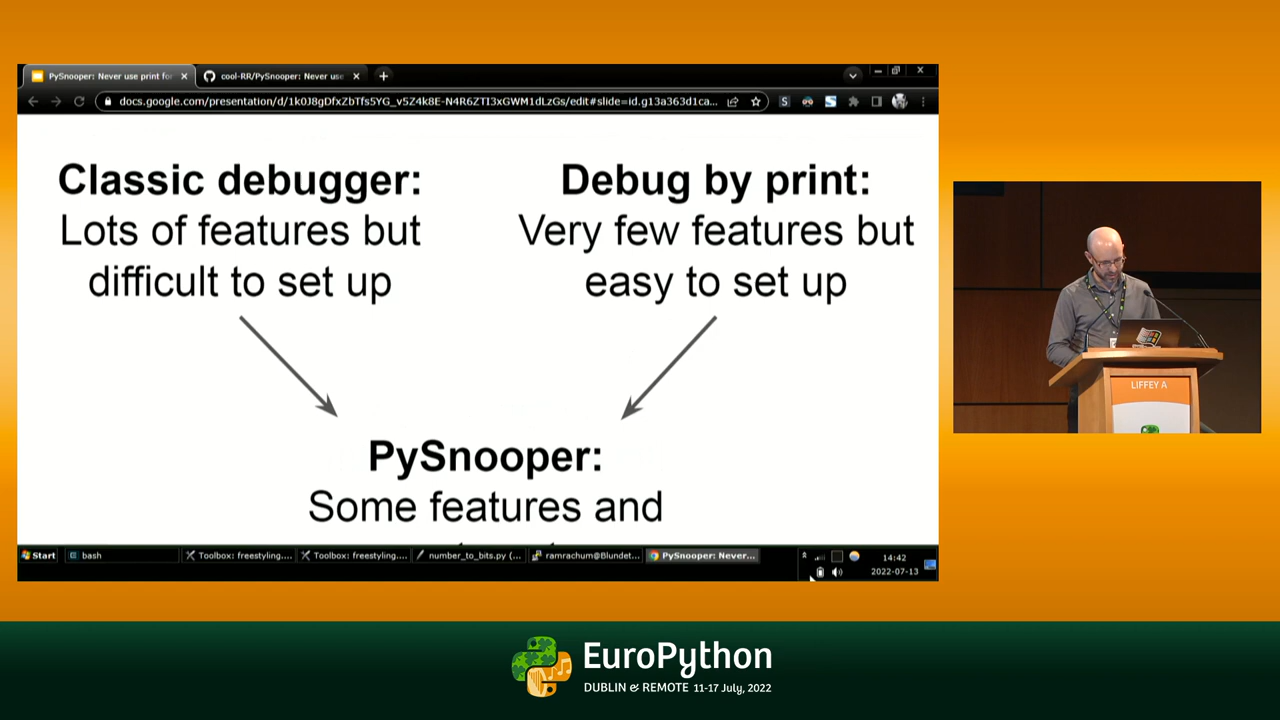 PySnooper: Never use print for
cool-RR/PySnooper: Never use
docs.google.com/presentation/d/1k0J8gDfxZbTfs5YG_v5Z4k8E-N4R6ZTI3xGWM1dLzGs/edit#slide=id.g13a363d1ca...
Classic debugger:
Lots of features but
difficult to set up
Debug by print:
Very few features but
easy to set up
PySnooper:
Some features and
Start
bash
Toolbox: freestyling....
Toolbox: freestyling....
number_to_bits.py (...
ramrachum@Blundet...
PySnooper: Never...
14:42
2022-07-13
LIFFEY A
EuroPython
DUBLIN & REMOTE 11-17 July, 2022